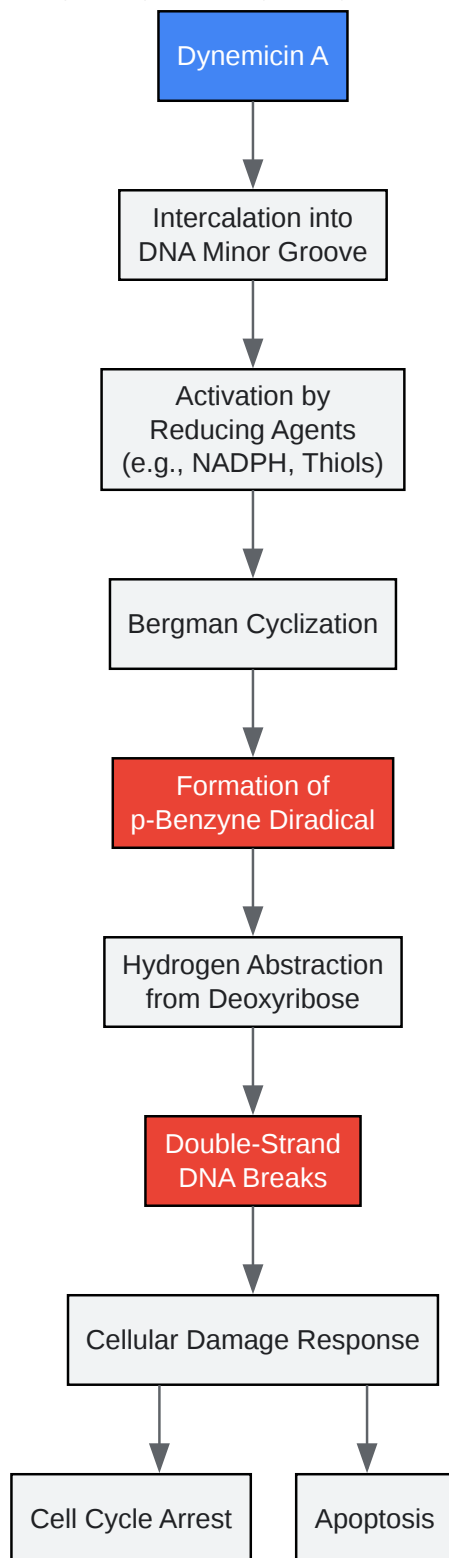 Dynemicin A
Intercalation into
DNA Minor Groove
Activation by
Reducing Agents
(e.g., NADPH, Thiols)
Bergman Cyclization
Formation of
p-Benzyne Diradical
Hydrogen Abstraction
from Deoxyribose
Double-Strand
DNA Breaks
Cellular Damage Response
Cell Cycle Arrest
Apoptosis